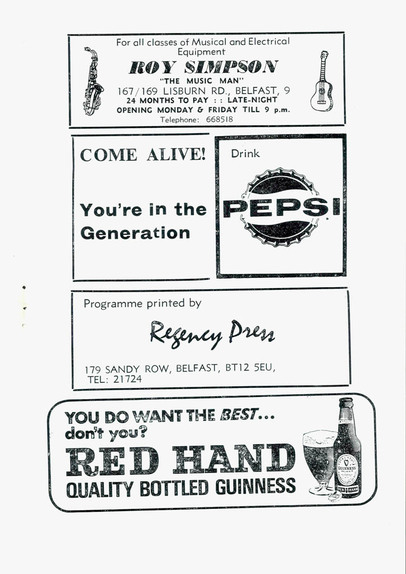 For all classes of Musical and Electrical
Equipment
ROY SIMPSON
"THE MUSIC MAN"
167/169 LISBURN RD., BELFAST, 9
24 MONTHS TO PAY : : LATE-NIGHT
OPENING MONDAY & FRIDAY TILL 9 p.m.
Telephone: 668518
COME ALIVE!
You're in the
Generation
Drink
PEPSI
Programme printed by
Regency Press
179 SANDY ROW, BELFAST, BT12 5EU,
TEL: 21724
YOU DO WANT THE BEST...
don't you?
RED HAND
QUALITY BOTTLED GUINNESS